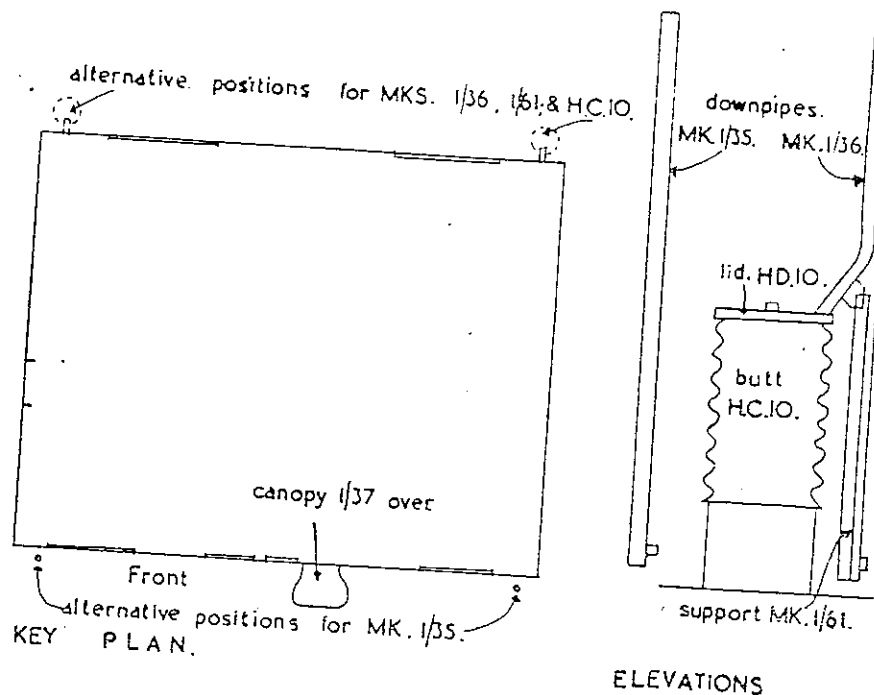 alternative positions for MKS. 1/36, 1/61, & H.C.10.
downpipes.
MK.1/35. MK.1/36.
lid. HD.10.
butt
H.C.10.
canopy 1/37 over
Front
alternative positions for MK. 1/35.
support MK.1/61.
KEY PLAN.
ELEVATIONS